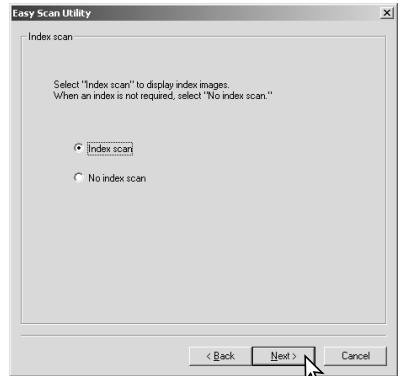 Easy Scan Utility
Index scan
Select "Index scan" to display index images.
When an index is not required, select "No index scan."
Index scan
No index scan
< Back Next > Cancel